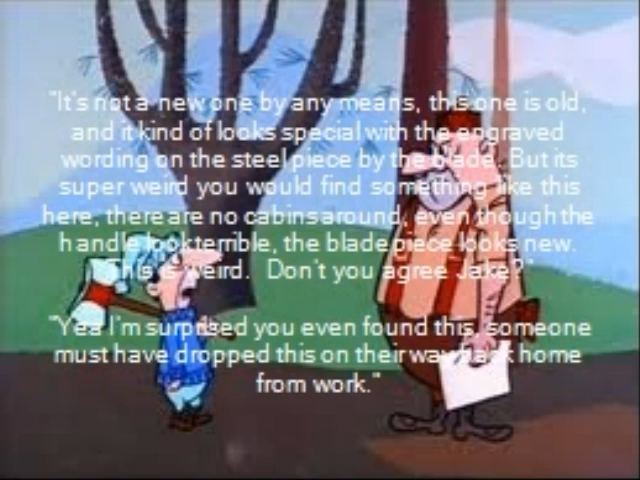 "It's not a new one by any means, this one is old,
and it kind of looks special with the engraved
wording on the steel piece by the blade. But its
super weird you would find something like this
here, there are no cabins around, even though the
handle look terrible, the blade piece looks new.
This is weird. Don't you agree Jake?"
"Yea I'm surprised you even found this, someone
must have dropped this on their way back home
from work."